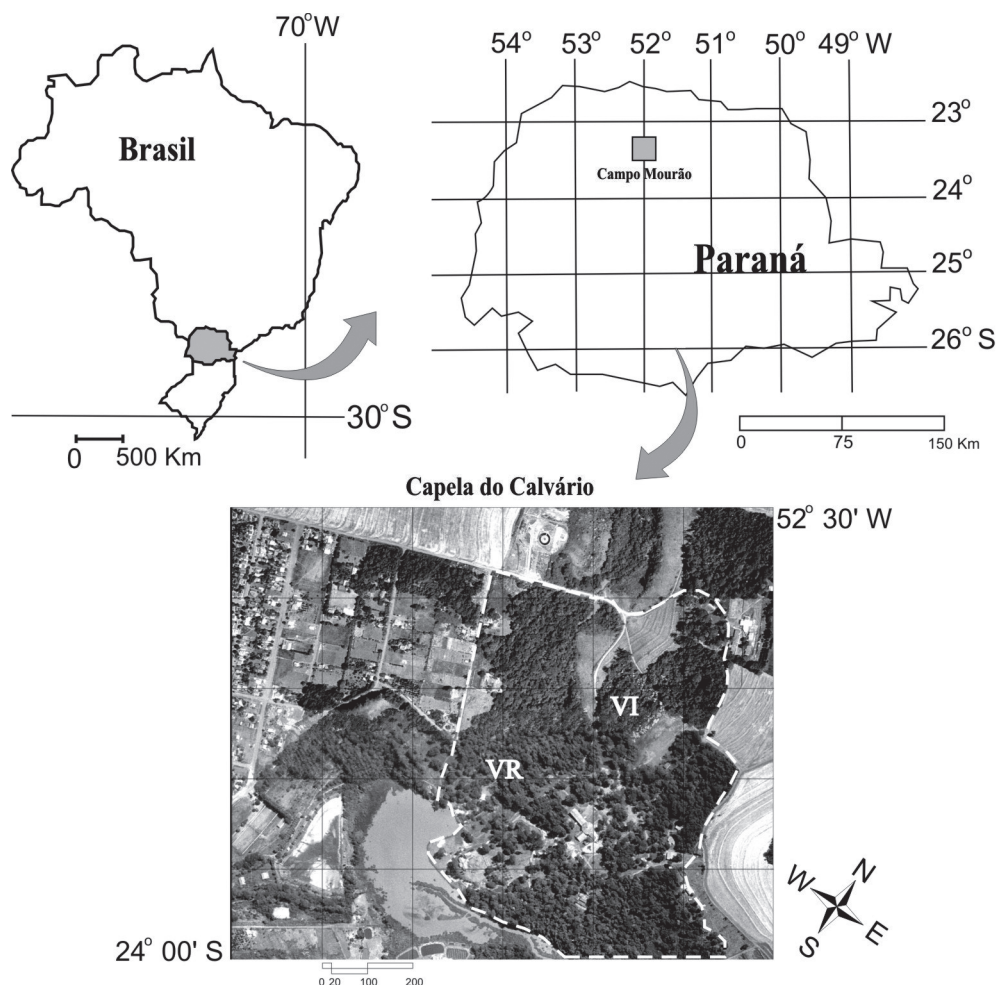 70° W
Brasil
30° S
0 500 Km
54° 53° 52° 51° 50° 49° W
23°
Campo Mourão
24°
Paraná
25°
26° S
0 75 150 Km
Capela do Calvário
52° 30' W
VI
VR
N
W
E
S
24° 00' S
0 20 100 200